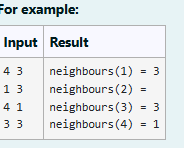 For example:
Input Result
4 3 neighbours(1) = 3
1 3 neighbours(2) =
4 1 neighbours(3) = 3
3 3 neighbours(4) = 1